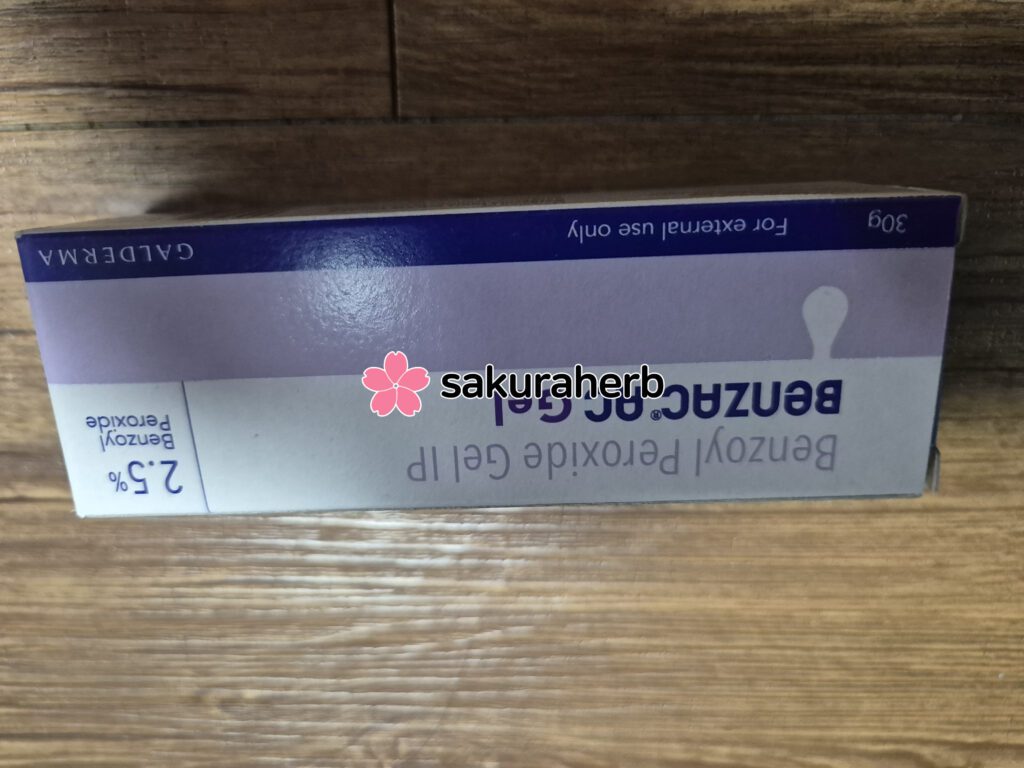 Benzoyl Peroxide Gel IP
Benzac® AC Gel
2.5%
Benzoyl
Peroxide
30g
For external use only
GALDERMA
sakuraherb